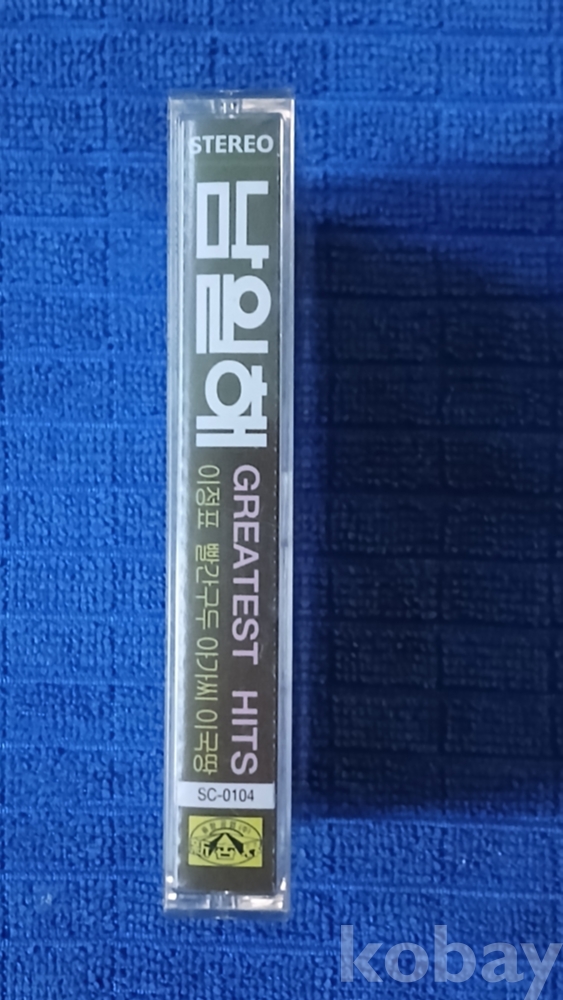 STEREO
남일해
GREATEST HITS
이정표 빨간구두 아가씨 이국땅
SC-0104
kobay